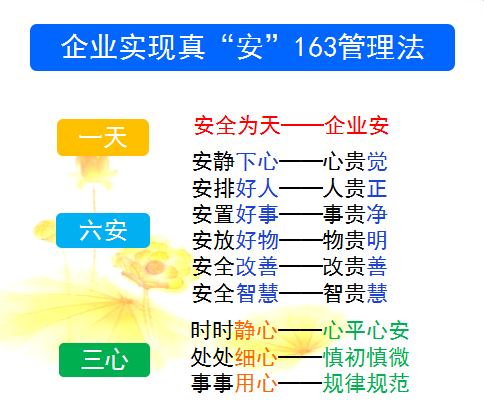 企业实现真“安”163管理法
一天
安全为天——企业安
六安
安静下心——心贵觉
安排好人——人贵正
安置好事——事贵净
安放好物——物贵明
安全改善——改贵善
安全智慧——智贵慧
三心
时时静心——心平心安
处处细心——慎初慎微
事事用心——规律规范